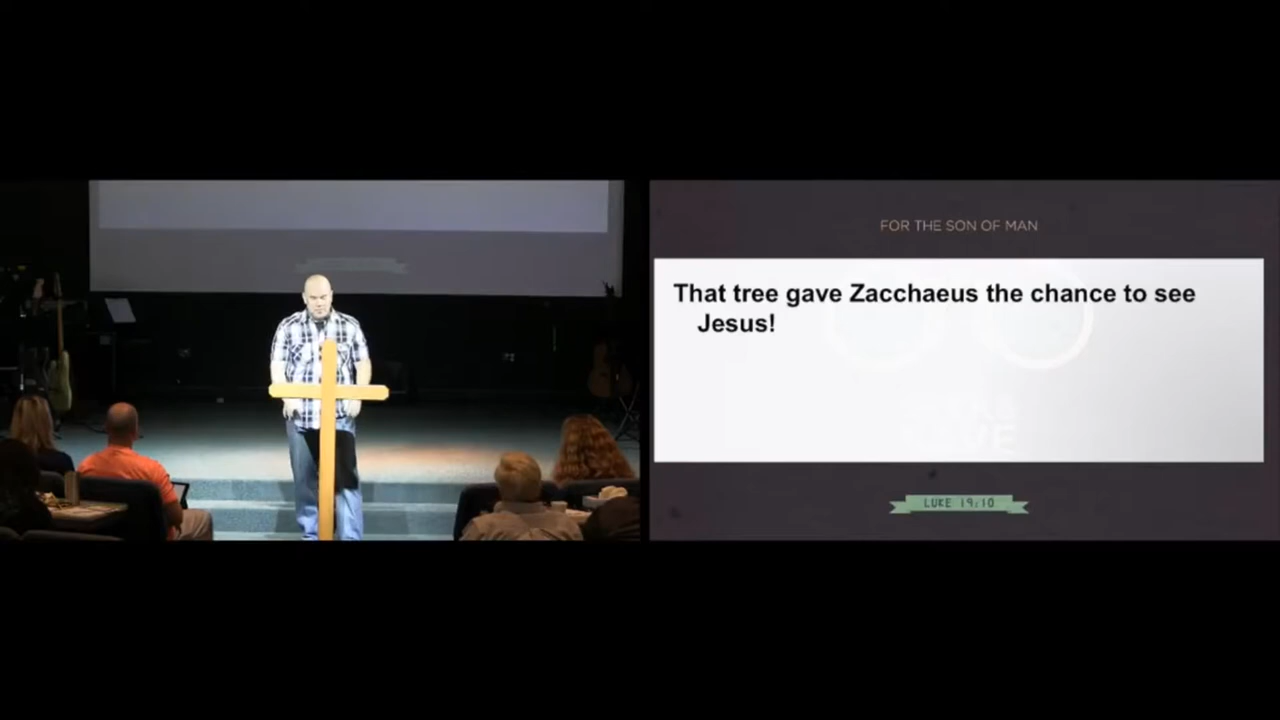 FOR THE SON OF MAN
That tree gave Zacchaeus the chance to see
Jesus!
LUKE 19:10